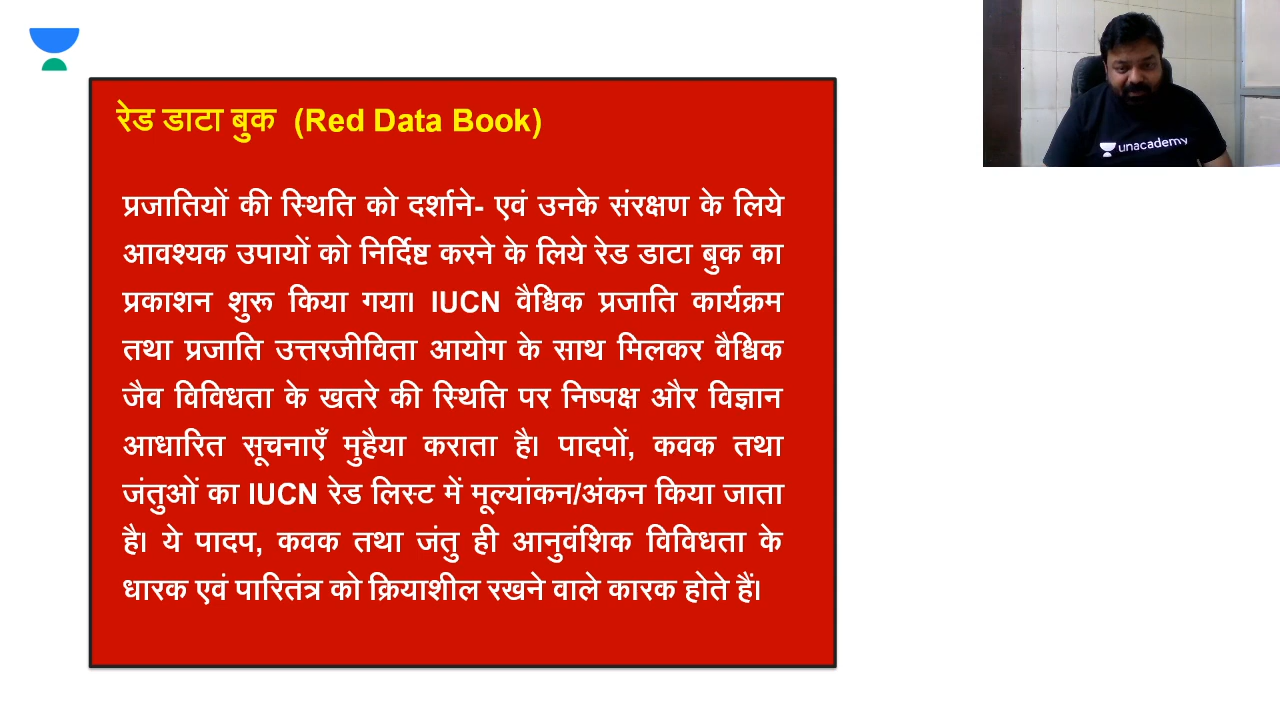 रेड डाटा बुक (Red Data Book)
प्रजातियों की स्थिति को दर्शाने- एवं उनके संरक्षण के लिये
आवश्यक उपायों को निर्दिष्ट करने के लिये रेड डाटा बुक का
प्रकाशन शुरू किया गया। IUCN वैश्विक प्रजाति कार्यक्रम
तथा प्रजाति उत्तरजीविता आयोग के साथ मिलकर वैश्विक
जैव विविधता के खतरे की स्थिति पर निष्पक्ष और विज्ञान
आधारित सूचनाएँ मुहैया कराता है। पादपों, कवक तथा
जंतुओं का IUCN रेड लिस्ट में मूल्यांकन/अंकन किया जाता
है। ये पादप, कवक तथा जंतु ही आनुवंशिक विविधता के
धारक एवं पारितंत्र को क्रियाशील रखने वाले कारक होते हैं।
unacademy